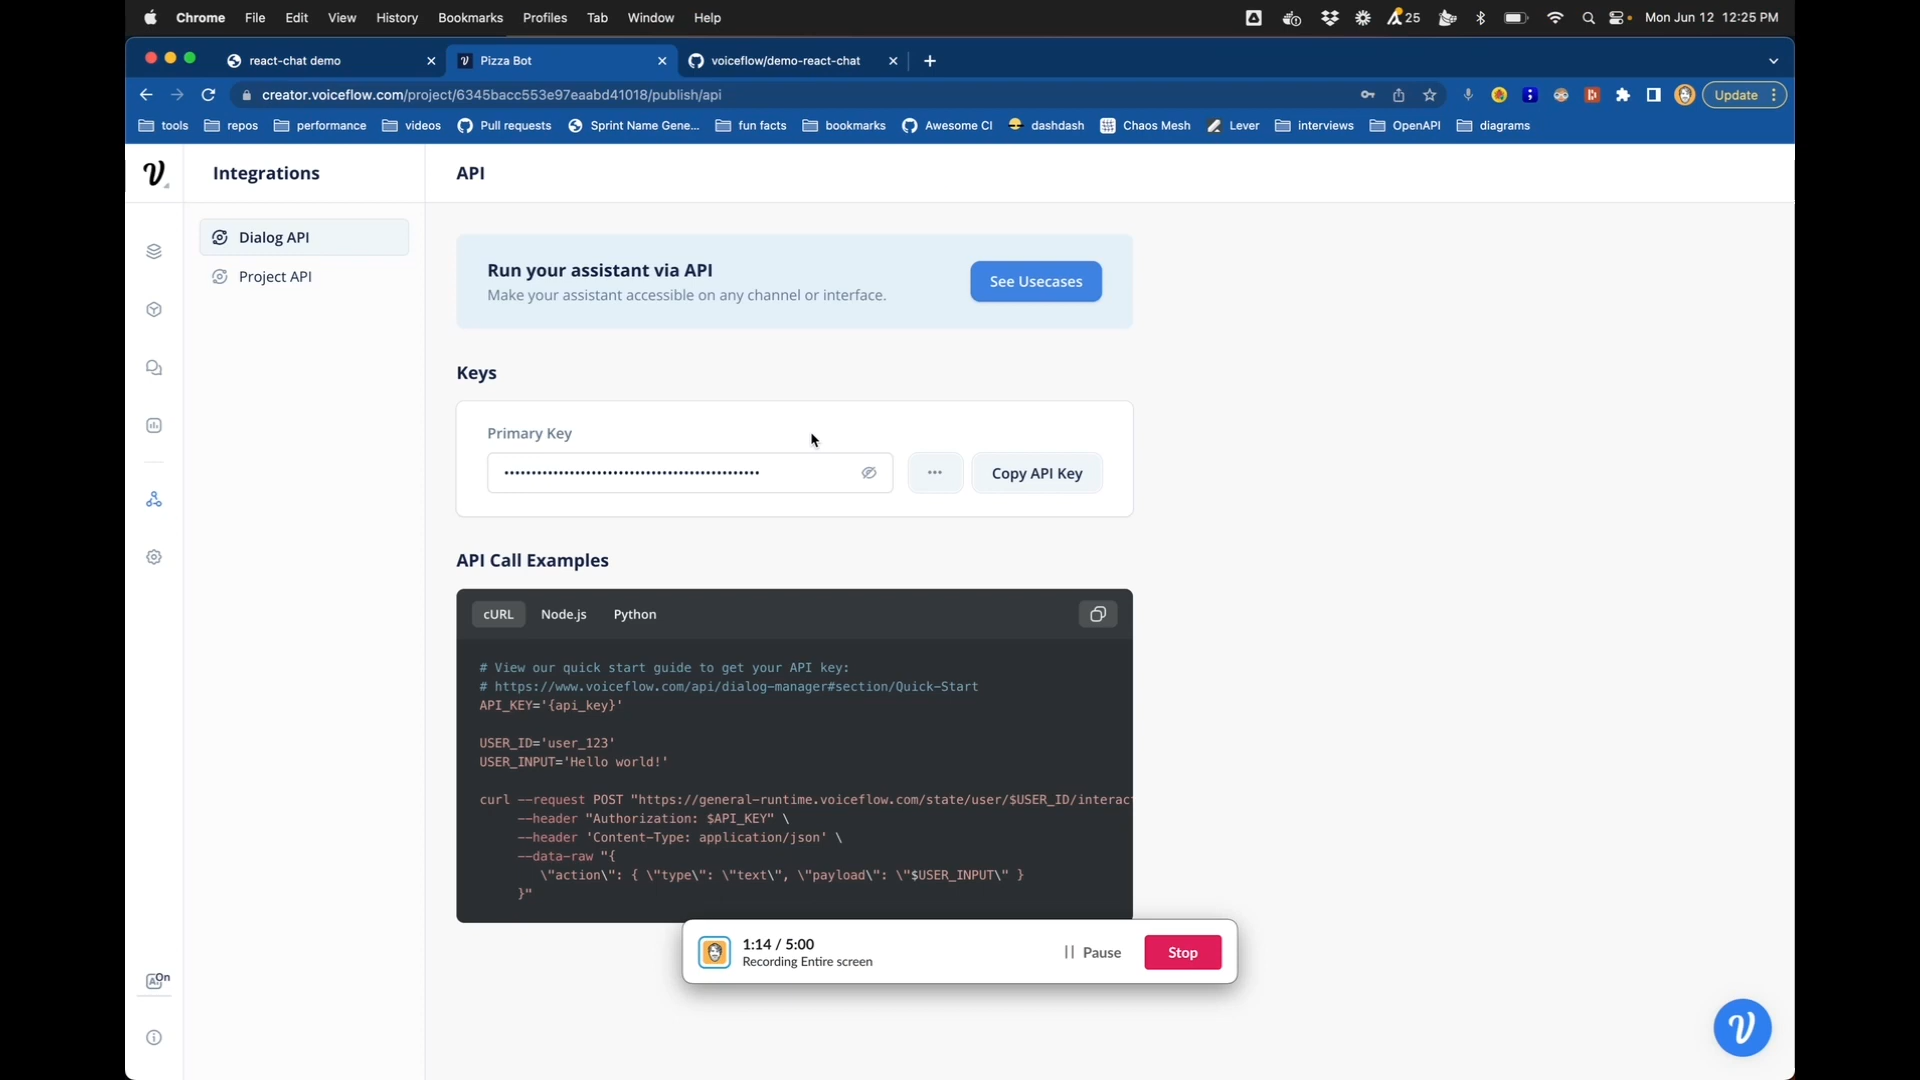 Chrome File Edit View History Bookmarks Profiles Tab Window Help 25 Mon Jun 12 12:25 PM
react-chat demo Pizza Bot voiceflow/demo-react-chat
creator.voiceflow.com/project/6345bacc553e97eaabd41018/publish/api Update
tools repos performance videos Pull requests Sprint Name Gene... fun facts bookmarks Awesome CI dashdash Chaos Mesh Lever interviews OpenAPI diagrams
Integrations
API
Dialog API
Project API
Run your assistant via API
Make your assistant accessible on any channel or interface.
See Usecases
Keys
Primary Key
••••••••••••••••••••••••••••••••••••••••••••••
Copy API Key
API Call Examples
cURL Node.js Python
# View our quick start guide to get your API key:
# https://www.voiceflow.com/api/dialog-manager#section/Quick-Start
API_KEY='{api_key}'
USER_ID='user_123'
USER_INPUT='Hello world!'
curl --request POST "https://general-runtime.voiceflow.com/state/user/$USER_ID/interact
--header "Authorization: $API_KEY" \
--header 'Content-Type: application/json' \
--data-raw "{
\"action\": { \"type\": \"text\", \"payload\": \"$USER_INPUT\" }
}"
1:14 / 5:00
Recording Entire screen
Pause
Stop
On